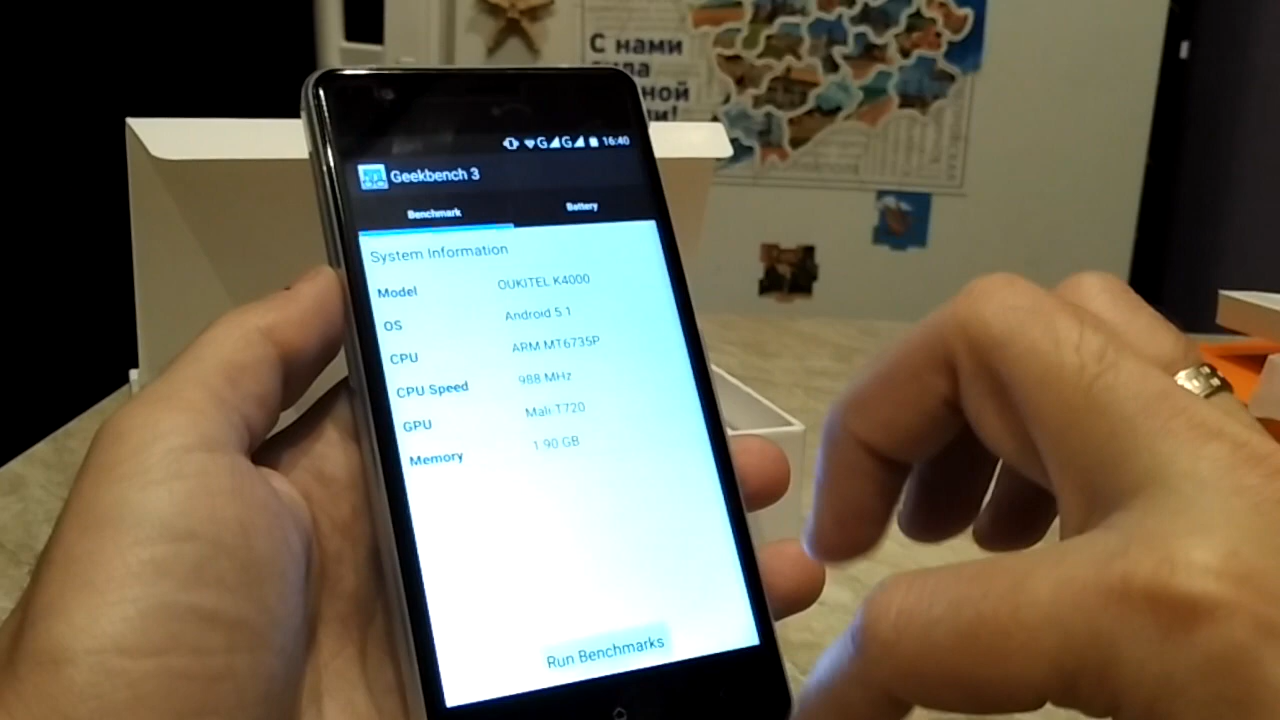 С нами
ной
G G 16:40
Geekbench 3
Benchmark Battery
System Information
Model OUKITEL K4000
OS Android 5.1
CPU ARM MT6735P
CPU Speed 988 MHz
GPU Mali T720
Memory 1.90 GB
Run Benchmarks